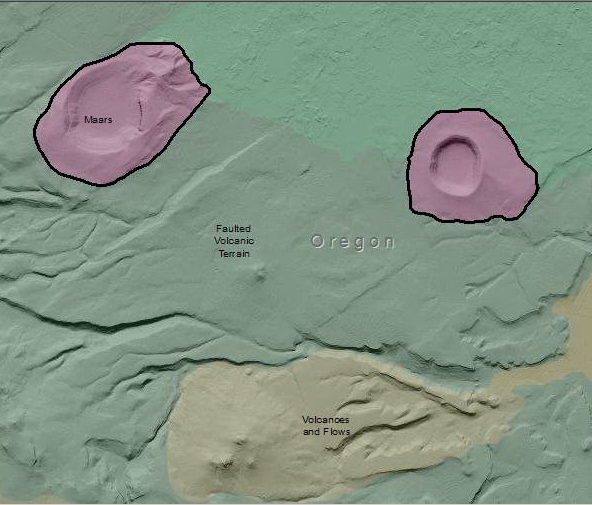 Maars
Faulted
Volcanic
Terrain
Oregon
Volcanoes
and Flows